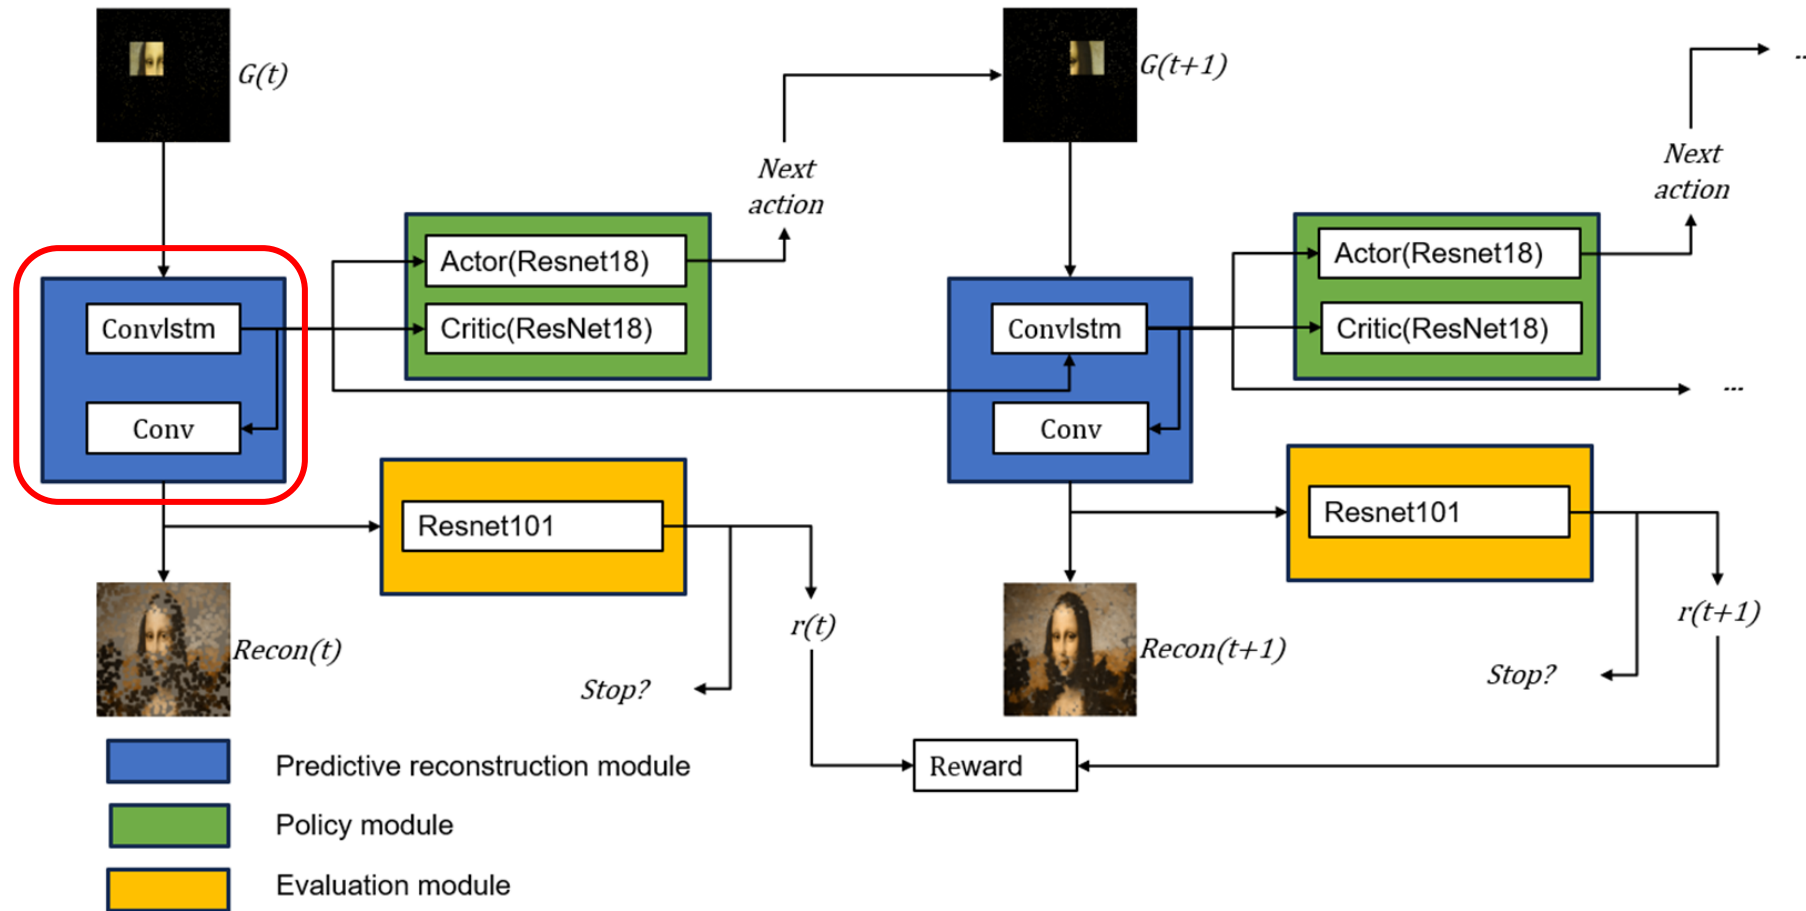 G(t)
G(t+1)
...
Next
action
Next
action
Actor(Resnet18)
Critic(ResNet18)
Actor(Resnet18)
Critic(ResNet18)
Convlstm
Conv
Convlstm
Conv
...
Resnet101
Resnet101
r(t)
r(t+1)
Recon(t)
Recon(t+1)
Stop?
Stop?
Reward
Predictive reconstruction module
Policy module
Evaluation module